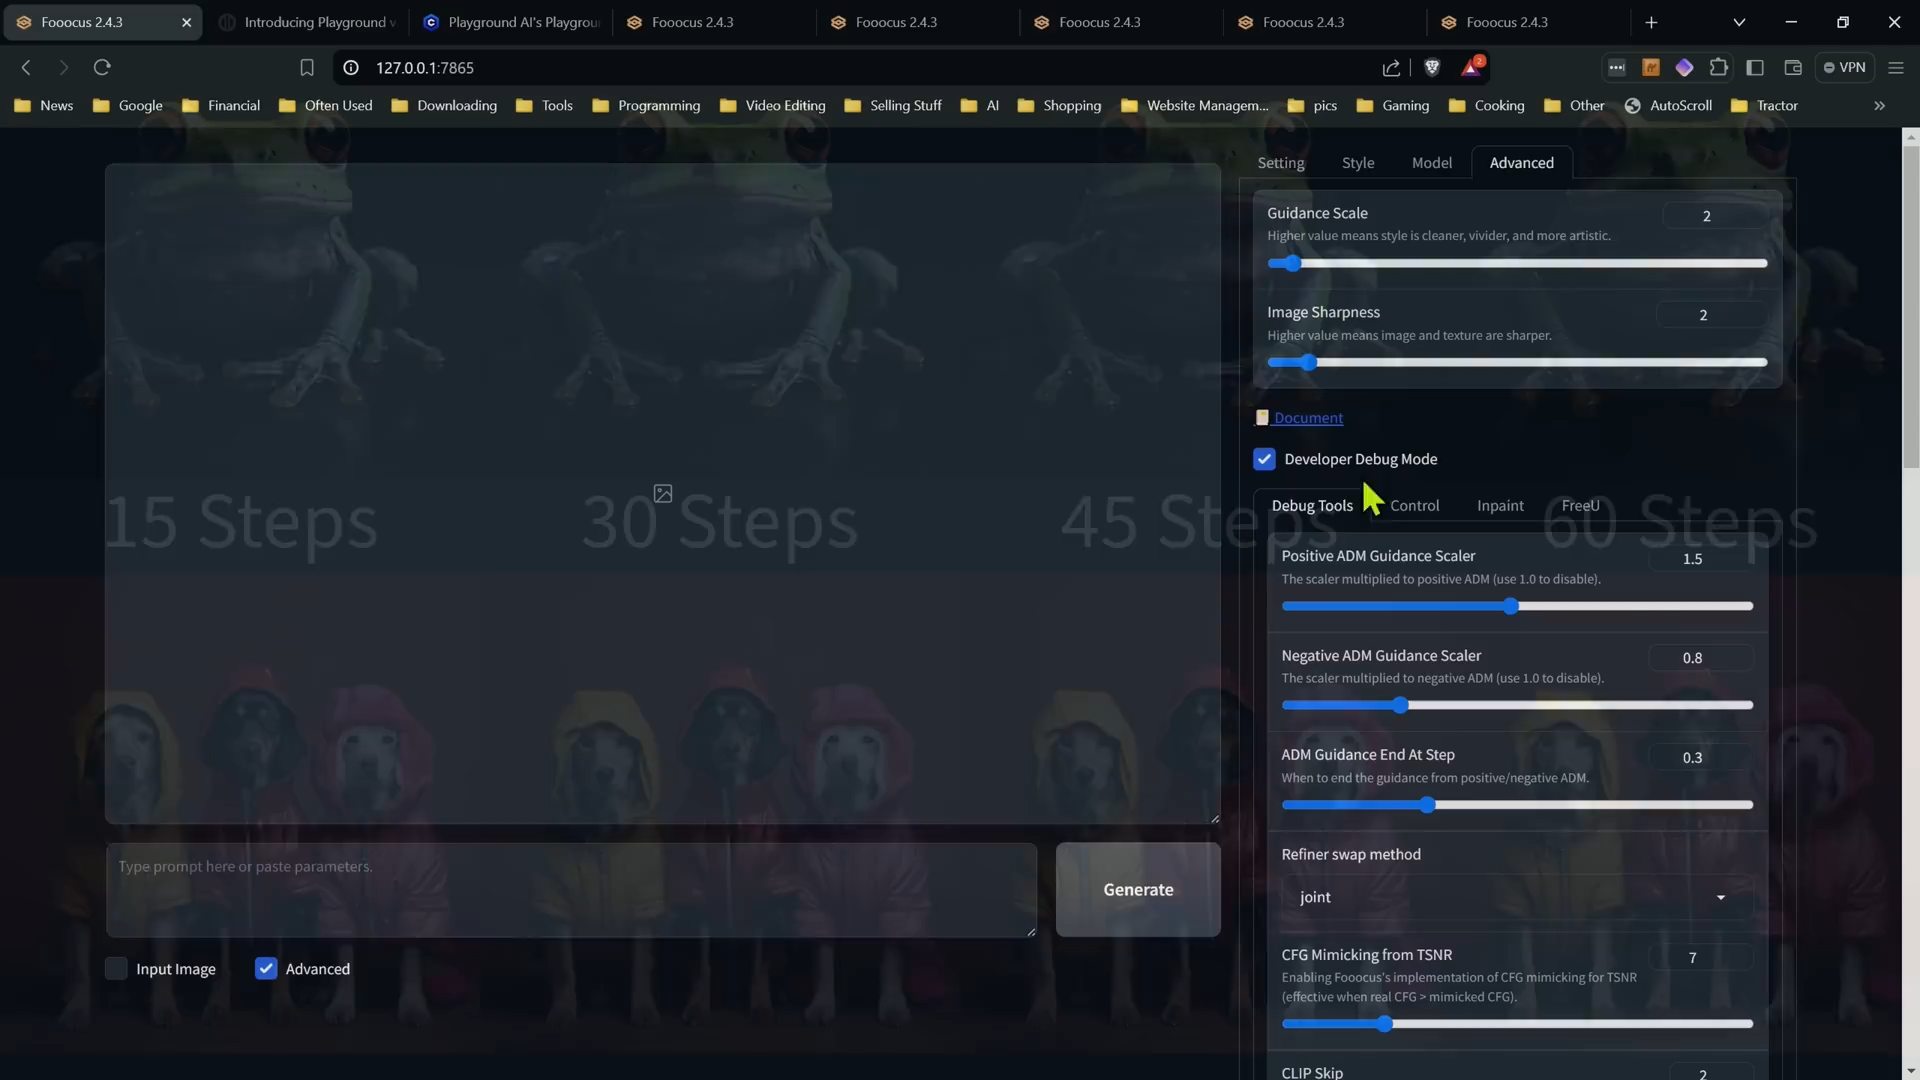 Fooocus 2.4.3
Introducing Playground v
Playground AI's Playgroun
Fooocus 2.4.3
Fooocus 2.4.3
Fooocus 2.4.3
Fooocus 2.4.3
Fooocus 2.4.3
127.0.0.1:7865
2
VPN
News
Google
Financial
Often Used
Downloading
Tools
Programming
Video Editing
Selling Stuff
AI
Shopping
Website Managem...
pics
Gaming
Cooking
Other
AutoScroll
Tractor
Setting
Style
Model
Advanced
Guidance Scale
2
Higher value means style is cleaner, vivider, and more artistic.
Image Sharpness
2
Higher value means image and texture are sharper.
Document
Developer Debug Mode
Debug Tools
Control
Inpaint
FreeU
15 Steps
30 Steps
45 Steps
60 Steps
Positive ADM Guidance Scaler
1.5
The scaler multiplied to positive ADM (use 1.0 to disable).
Negative ADM Guidance Scaler
0.8
The scaler multiplied to negative ADM (use 1.0 to disable).
ADM Guidance End At Step
0.3
When to end the guidance from positive/negative ADM.
Refiner swap method
joint
CFG Mimicking from TSNR
7
Enabling Fooocus's implementation of CFG mimicking for TSNR
(effective when real CFG > mimicked CFG).
CLIP Skip
2
Type prompt here or paste parameters.
Generate
Input Image
Advanced